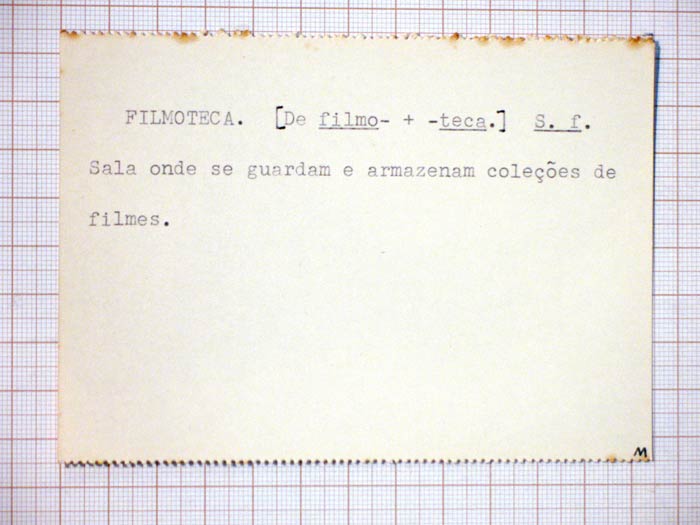 FILMOTECA. [De filmo- + -teca.] S. f.
Sala onde se guardam e armazenam coleções de
filmes.
M